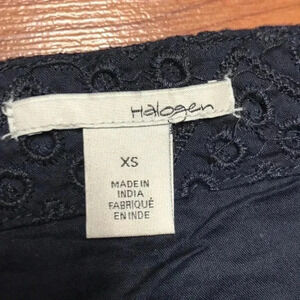 Halogen
XS
MADE IN
INDIA
FABRIQUÉ
EN INDE